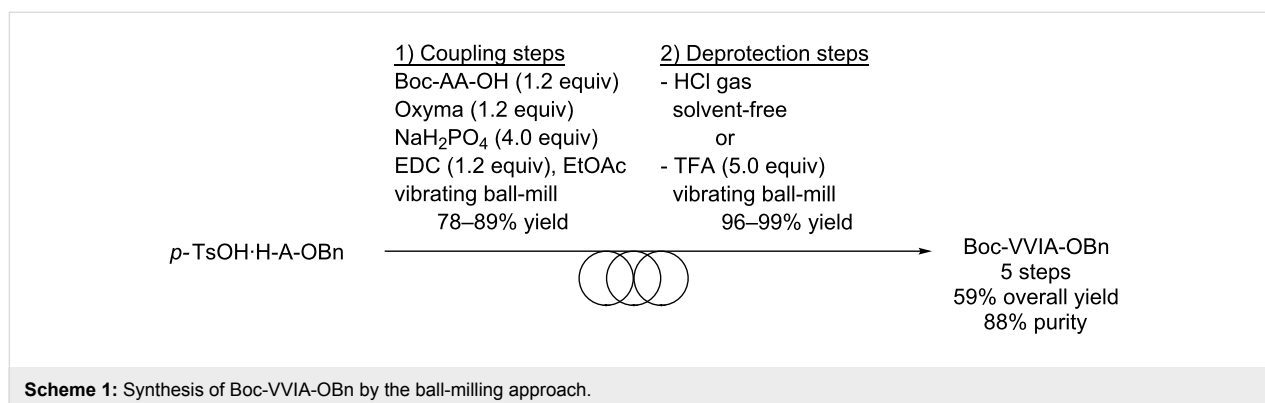 1) Coupling steps
Boc-AA-OH (1.2 equiv)
Oxyma (1.2 equiv)
NaH₂PO₄ (4.0 equiv)
EDC (1.2 equiv), EtOAc
vibrating ball-mill
78–89% yield
2) Deprotection steps
- HCl gas
solvent-free
or
- TFA (5.0 equiv)
vibrating ball-mill
96–99% yield
p-TsOH·H-A-OBn
Boc-VVIA-OBn
5 steps
59% overall yield
88% purity
Scheme 1: Synthesis of Boc-VVIA-OBn by the ball-milling approach.